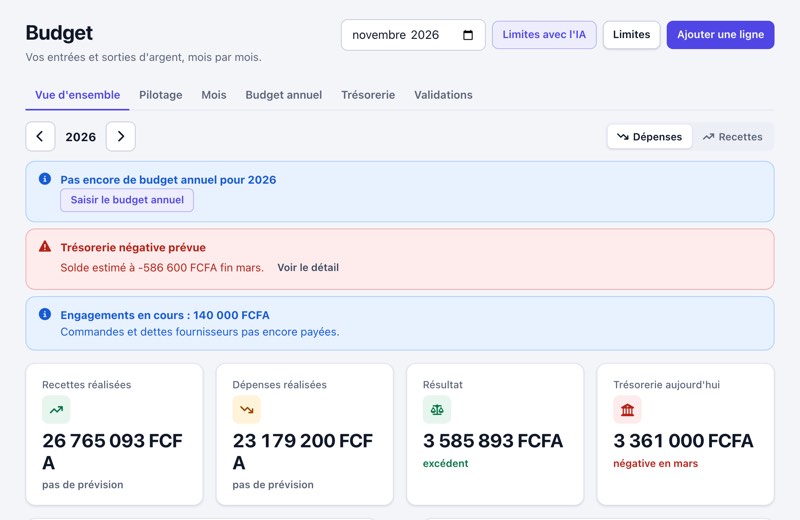 Budget
Vos entrées et sorties d'argent, mois par mois.
novembre 2026
Limites avec l'IA
Limites
Ajouter une ligne
Vue d'ensemble
Pilotage
Mois
Budget annuel
Trésorerie
Validations
2026
Dépenses
Recettes
Pas encore de budget annuel pour 2026
Saisir le budget annuel
Trésorerie négative prévue
Solde estimé à -586 600 FCFA fin mars. Voir le détail
Engagements en cours : 140 000 FCFA
Commandes et dettes fournisseurs pas encore payées.
Recettes réalisées
26 765 093 FCF
A
pas de prévision
Dépenses réalisées
23 179 200 FCF
A
pas de prévision
Résultat
3 585 893 FCFA
excédent
Trésorerie aujourd'hui
3 361 000 FCFA
négative en mars